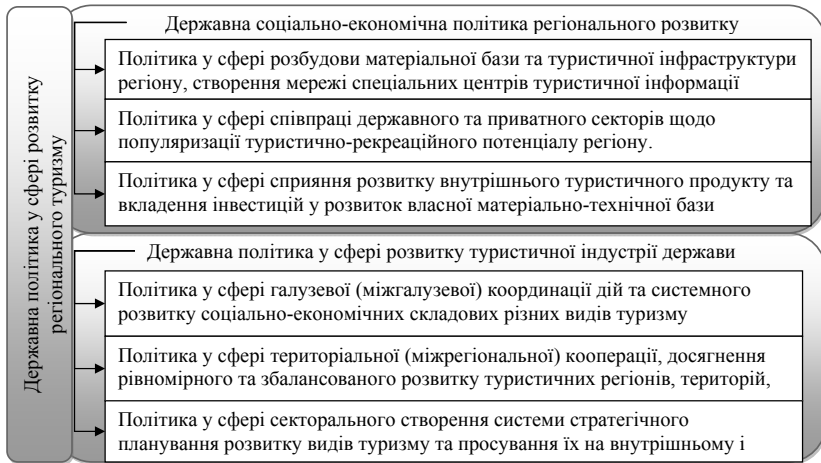 Державна політика у сфері розвитку
регіонального туризму
Державна соціально-економічна політика регіонального розвитку
Політика у сфері розбудови матеріальної бази та туристичної інфраструктури
регіону, створення мережі спеціальних центрів туристичної інформації
Політика у сфері співпраці державного та приватного секторів щодо
популяризації туристично-рекреаційного потенціалу регіону.
Політика у сфері сприяння розвитку внутрішнього туристичного продукту та
вкладення інвестицій у розвиток власної матеріально-технічної бази
Державна політика у сфері розвитку туристичної індустрії держави
Політика у сфері галузевої (міжгалузевої) координації дій та системного
розвитку соціально-економічних складових різних видів туризму
Політика у сфері територіальної (міжрегіональної) кооперації, досягнення
рівномірного та збалансованого розвитку туристичних регіонів, територій,
Політика у сфері секторального створення системи стратегічного
планування розвитку видів туризму та просування їх на внутрішньому і